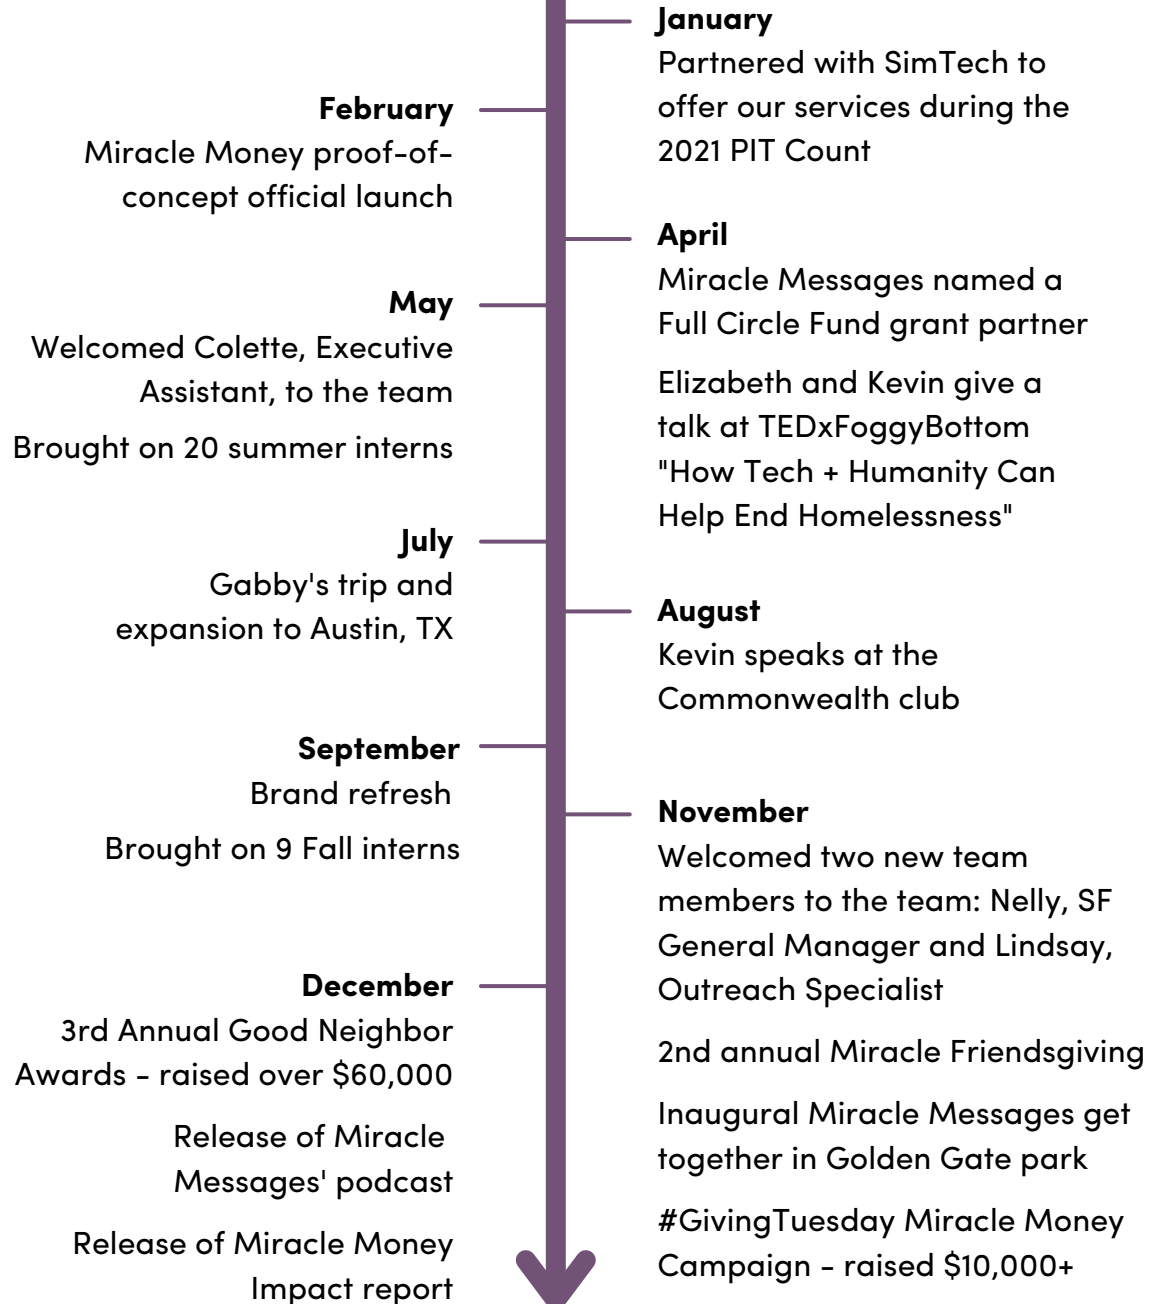 January
Partnered with SimTech to
offer our services during the
2021 PIT Count
February
Miracle Money proof-of-
concept official launch
April
Miracle Messages named a
Full Circle Fund grant partner
Elizabeth and Kevin give a
talk at TEDxFoggyBottom
"How Tech + Humanity Can
Help End Homelessness"
May
Welcomed Colette, Executive
Assistant, to the team
Brought on 20 summer interns
July
Gabby's trip and
expansion to Austin, TX
August
Kevin speaks at the
Commonwealth club
September
Brand refresh
Brought on 9 Fall interns
November
Welcomed two new team
members to the team: Nelly, SF
General Manager and Lindsay,
Outreach Specialist
2nd annual Miracle Friendsgiving
Inaugural Miracle Messages get
together in Golden Gate park
#GivingTuesday Miracle Money
Campaign - raised $10,000+
December
3rd Annual Good Neighbor
Awards - raised over $60,000
Release of Miracle
Messages' podcast
Release of Miracle Money
Impact report